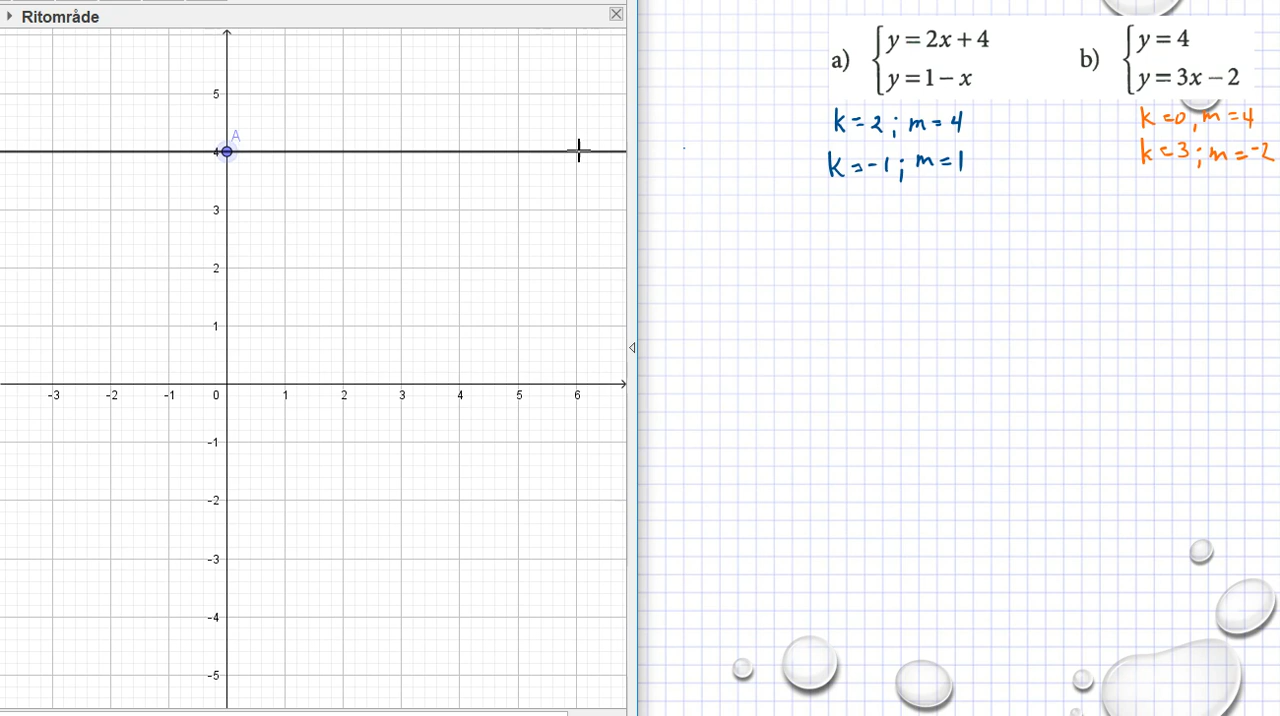 Ritområde
A
5
4
3
2
1
-3 -2 -1 0 1 2 3 4 5 6
-1
-2
-3
-4
-5
a) y = 2x + 4
y = 1 − x
b) y = 4
y = 3x − 2
k = 2 ; m = 4
k = -1 ; m = 1
k = 0, m = 4
k = 3 ; m = -2